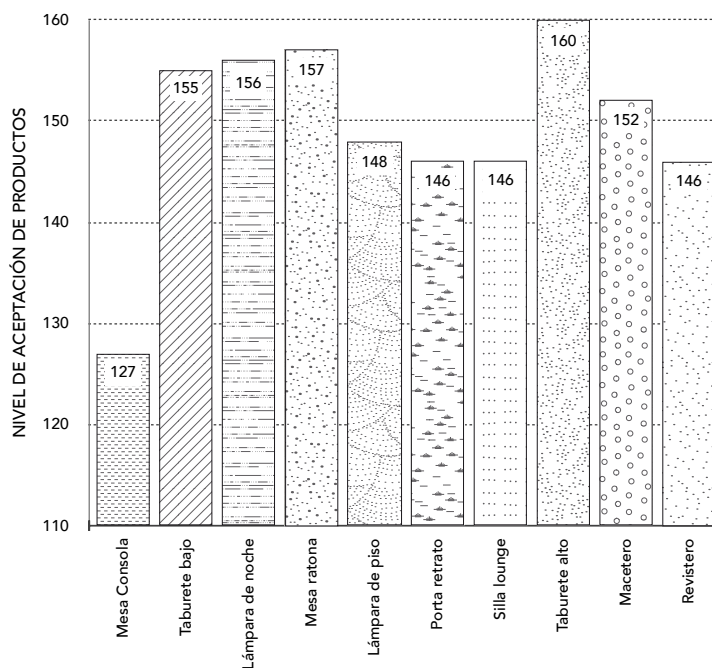 NIVEL DE ACEPTACIÓN DE PRODUCTOS
160
150
140
130
120
110
127
155
156
157
148
146
146
160
152
146
Mesa Consola
Taburete bajo
Lámpara de noche
Mesa ratona
Lámpara de piso
Porta retrato
Silla lounge
Taburete alto
Macetero
Revistero